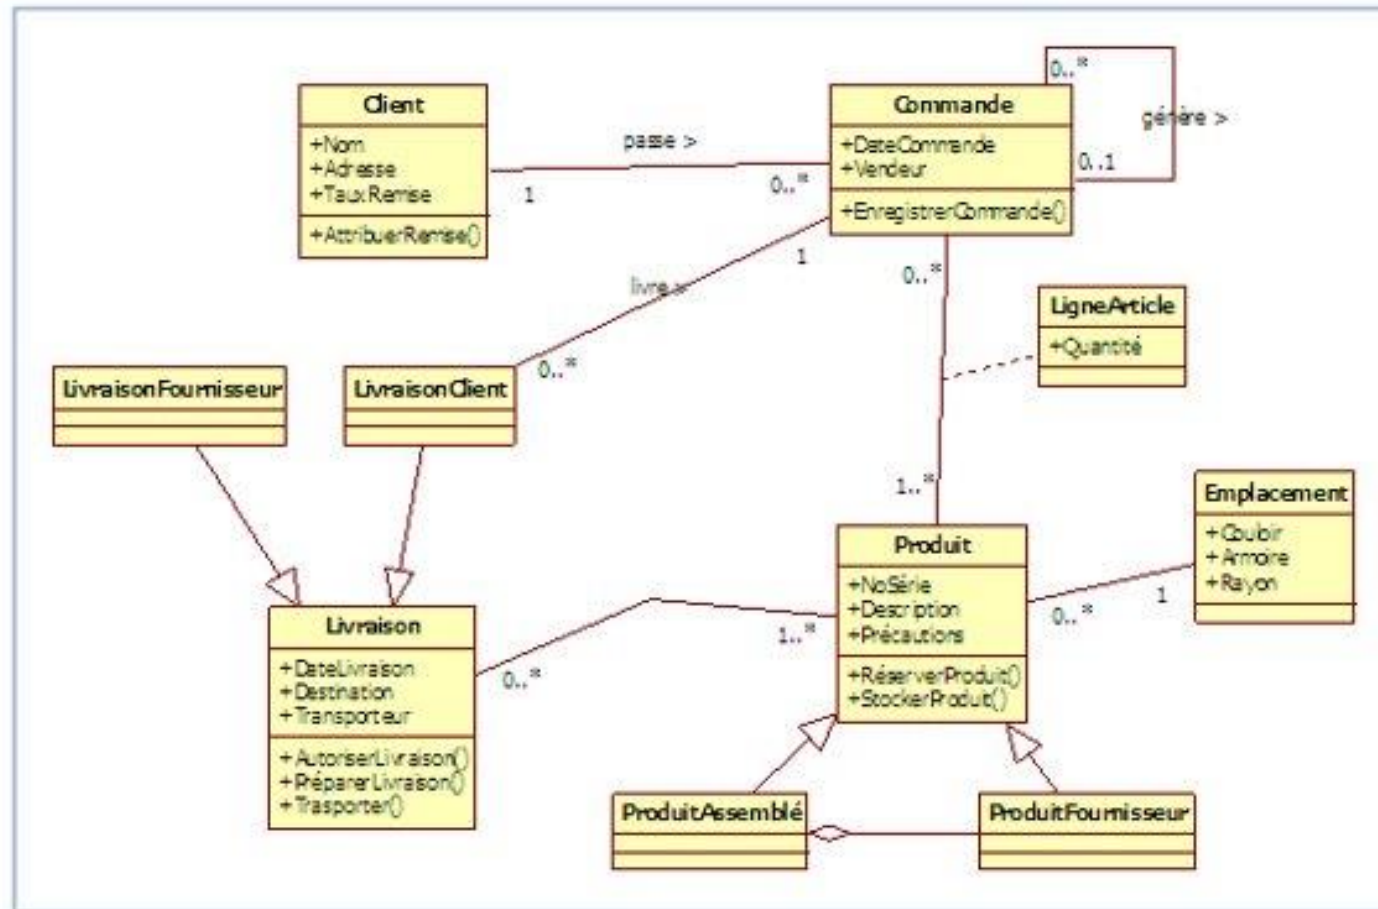 Client
+Nom
+Adresse
+TauxRemise
+AttribuerRemise()
passe >
1
0..*
Commande
+DateCommande
+Vendeur
+EnregistrerCommande()
0..*
génère >
0..1
1
livre >
0..*
0..*
LigneArticle
+Quantité
1..*
LivraisonFournisseur
LivraisonClient
Emplacement
+Couloir
+Armoire
+Rayon
1
0..*
Produit
+NoSérie
+Description
+Précautions
+RéserverProduit()
+StockerProduit()
1..*
0..*
Livraison
+DateLivraison
+Destination
+Transporteur
+AutoriserLivraison()
+PréparerLivraison()
+Trasporter()
ProduitAssemblé
ProduitFournisseur